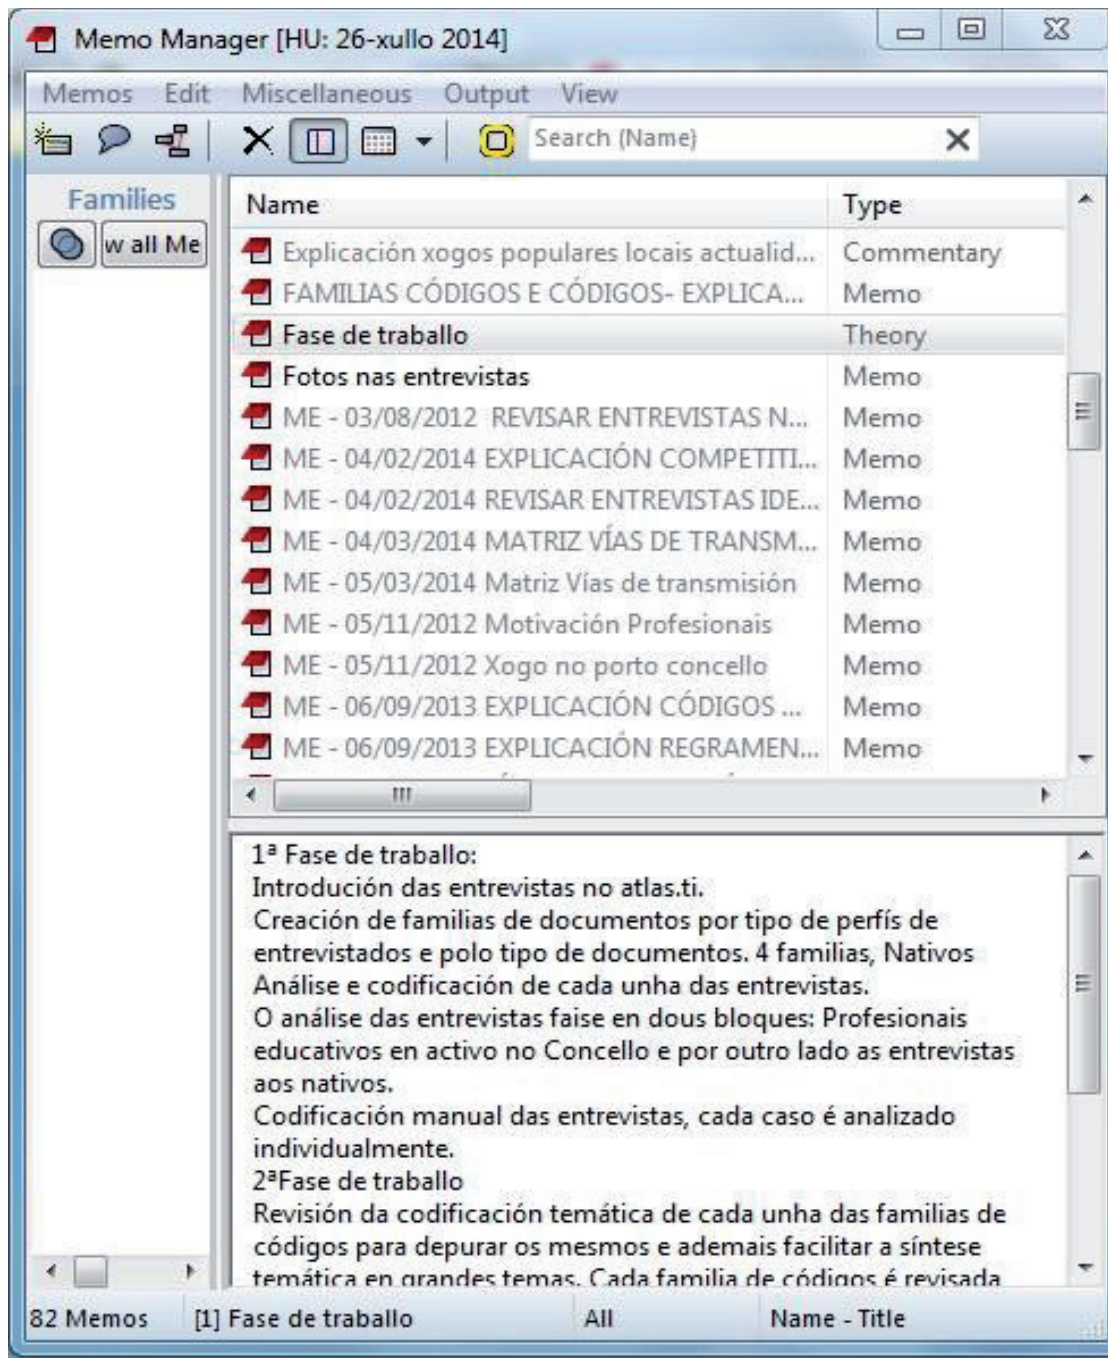 Memo Manager [HU: 26-xullo 2014]
Memos Edit Miscellaneous Output View
Search (Name)
Families
w all Me
Name Type
Explicación xogos populares locais actualid... Commentary
FAMILIAS CÓDIGOS E CÓDIGOS- EXPLICA... Memo
Fase de traballo Theory
Fotos nas entrevistas Memo
ME - 03/08/2012 REVISAR ENTREVISTAS N... Memo
ME - 04/02/2014 EXPLICACIÓN COMPETITI... Memo
ME - 04/02/2014 REVISAR ENTREVISTAS IDE... Memo
ME - 04/03/2014 MATRIZ VÍAS DE TRANSM... Memo
ME - 05/03/2014 Matriz Vías de transmisión Memo
ME - 05/11/2012 Motivación Profesionais Memo
ME - 05/11/2012 Xogo no porto concello Memo
ME - 06/09/2013 EXPLICACIÓN CÓDIGOS ... Memo
ME - 06/09/2013 EXPLICACIÓN REGRAMEN... Memo
1ª Fase de traballo:
Introdución das entrevistas no atlas.ti.
Creación de familias de documentos por tipo de perfís de
entrevistados e polo tipo de documentos. 4 familias, Nativos
Análise e codificación de cada unha das entrevistas.
O análise das entrevistas faise en dous bloques: Profesionais
educativos en activo no Concello e por outro lado as entrevistas
aos nativos.
Codificación manual das entrevistas, cada caso é analizado
individualmente.
2ªFase de traballo
Revisión da codificación temática de cada unha das familias de
códigos para depurar os mesmos e ademais facilitar a síntese
temática en grandes temas. Cada familia de códigos é revisada
82 Memos [1] Fase de traballo All Name - Title